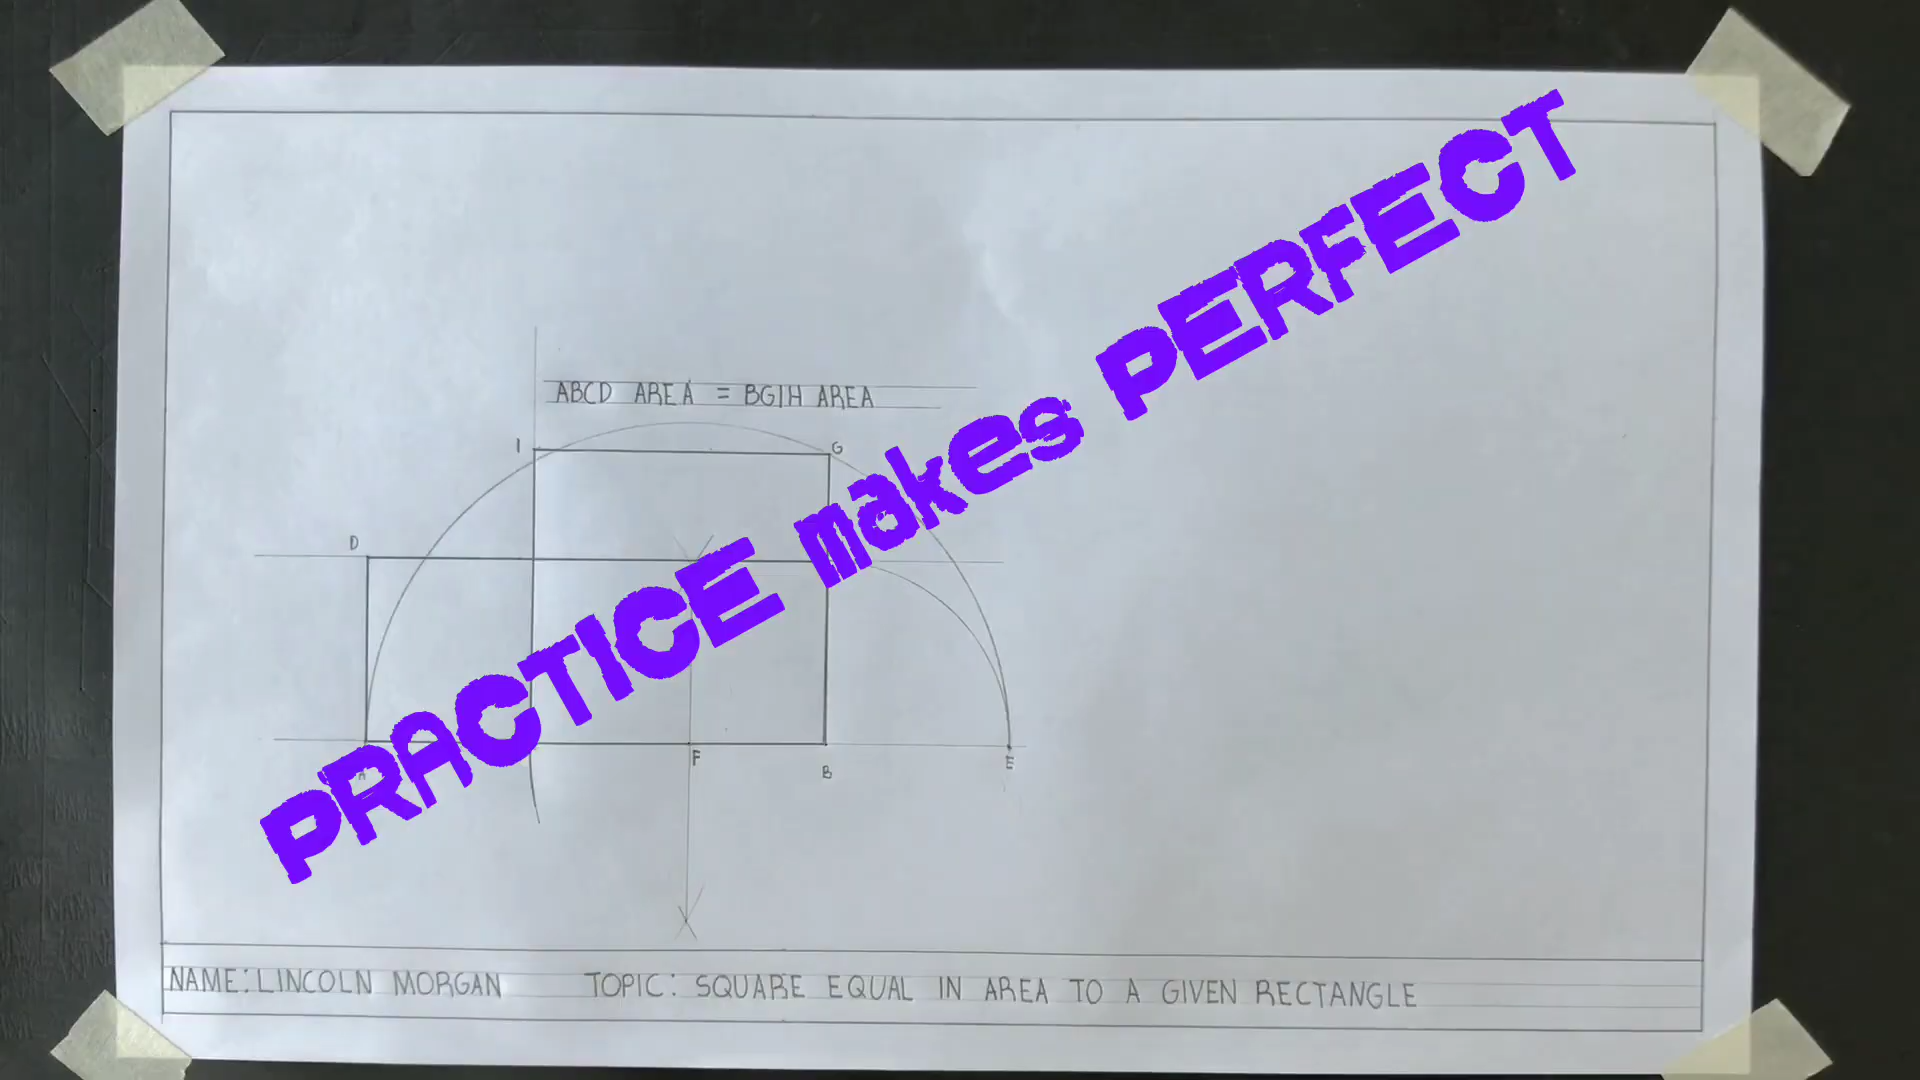 ABCD AREA = BGIH AREA
I
G
D
PRACTICE makes PERFECT
A
F
B
E
NAME: LINCOLN MORGAN TOPIC: SQUARE EQUAL IN AREA TO A GIVEN RECTANGLE